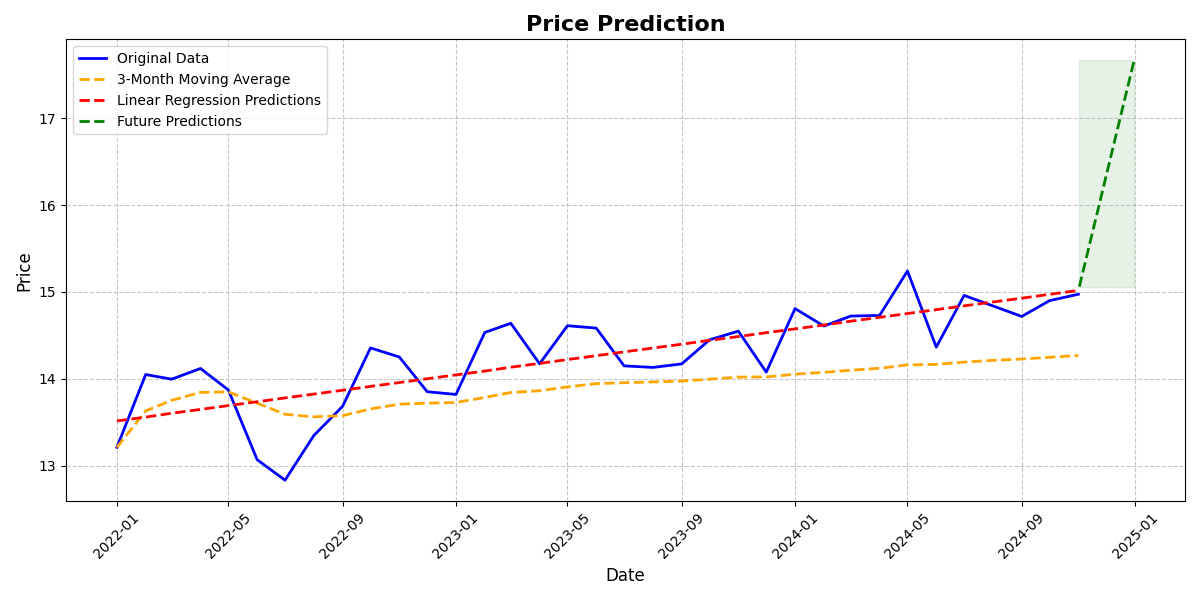 Price Prediction
Original Data
3-Month Moving Average
Linear Regression Predictions
Future Predictions
Price
17
16
15
14
13
2022-01
2022-05
2022-09
2023-01
2023-05
2023-09
2024-01
2024-05
2024-09
2025-01
Date